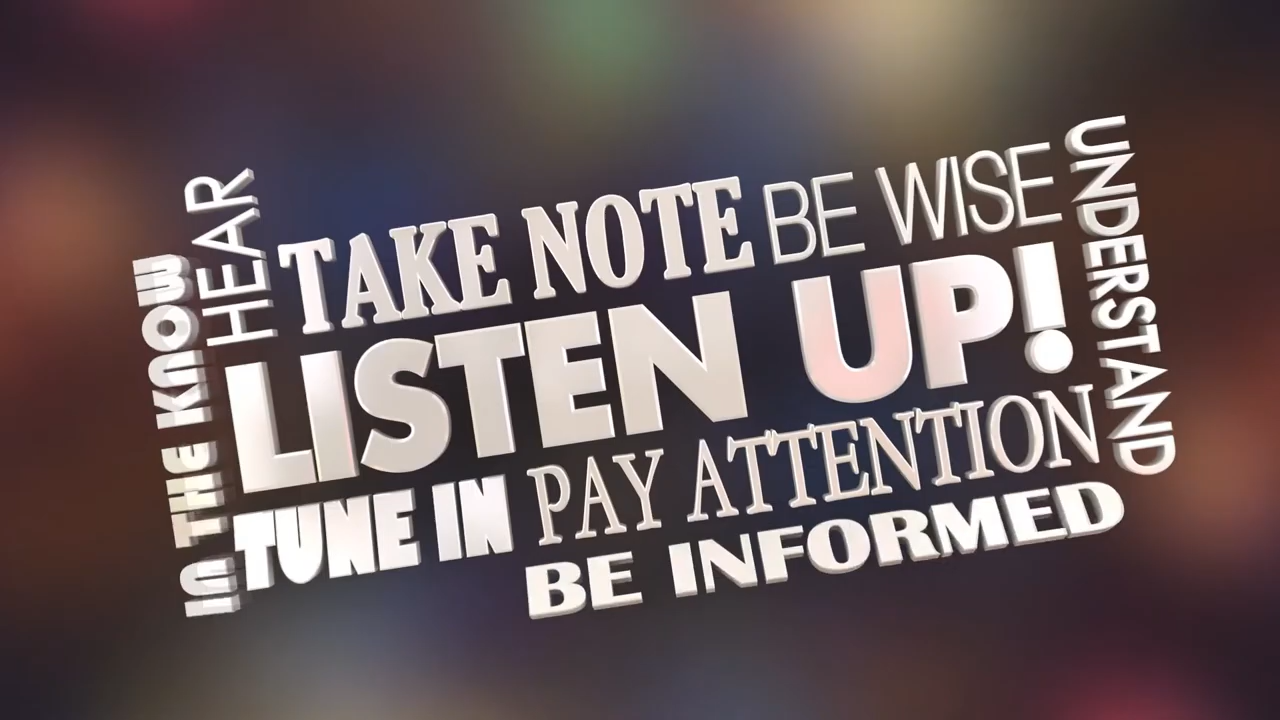 IN THE KNOW
HEAR
TAKE NOTE
BE WISE
UNDERSTAND
LISTEN UP!
TUNE IN
PAY ATTENTION
BE INFORMED